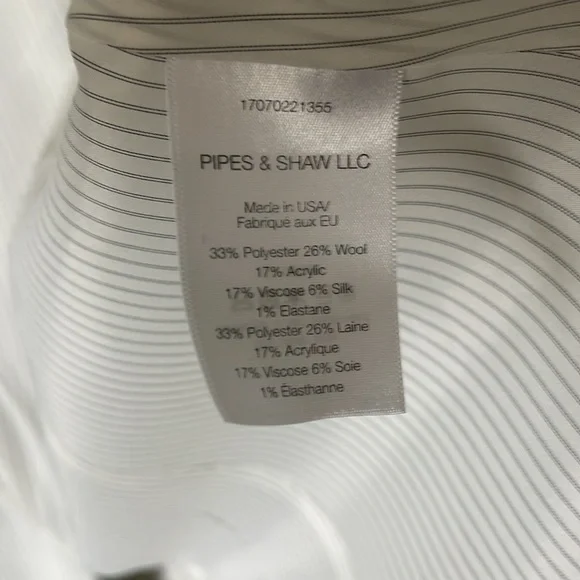 17070221355
PIPES & SHAW LLC
Made in USA/
Fabriqué aux EU
33% Polyester 26% Wool
17% Acrylic
17% Viscose 6% Silk
1% Elastane
33% Polyester 26% Laine
17% Acrylique
17% Viscose 6% Soie
1% Élasthanne